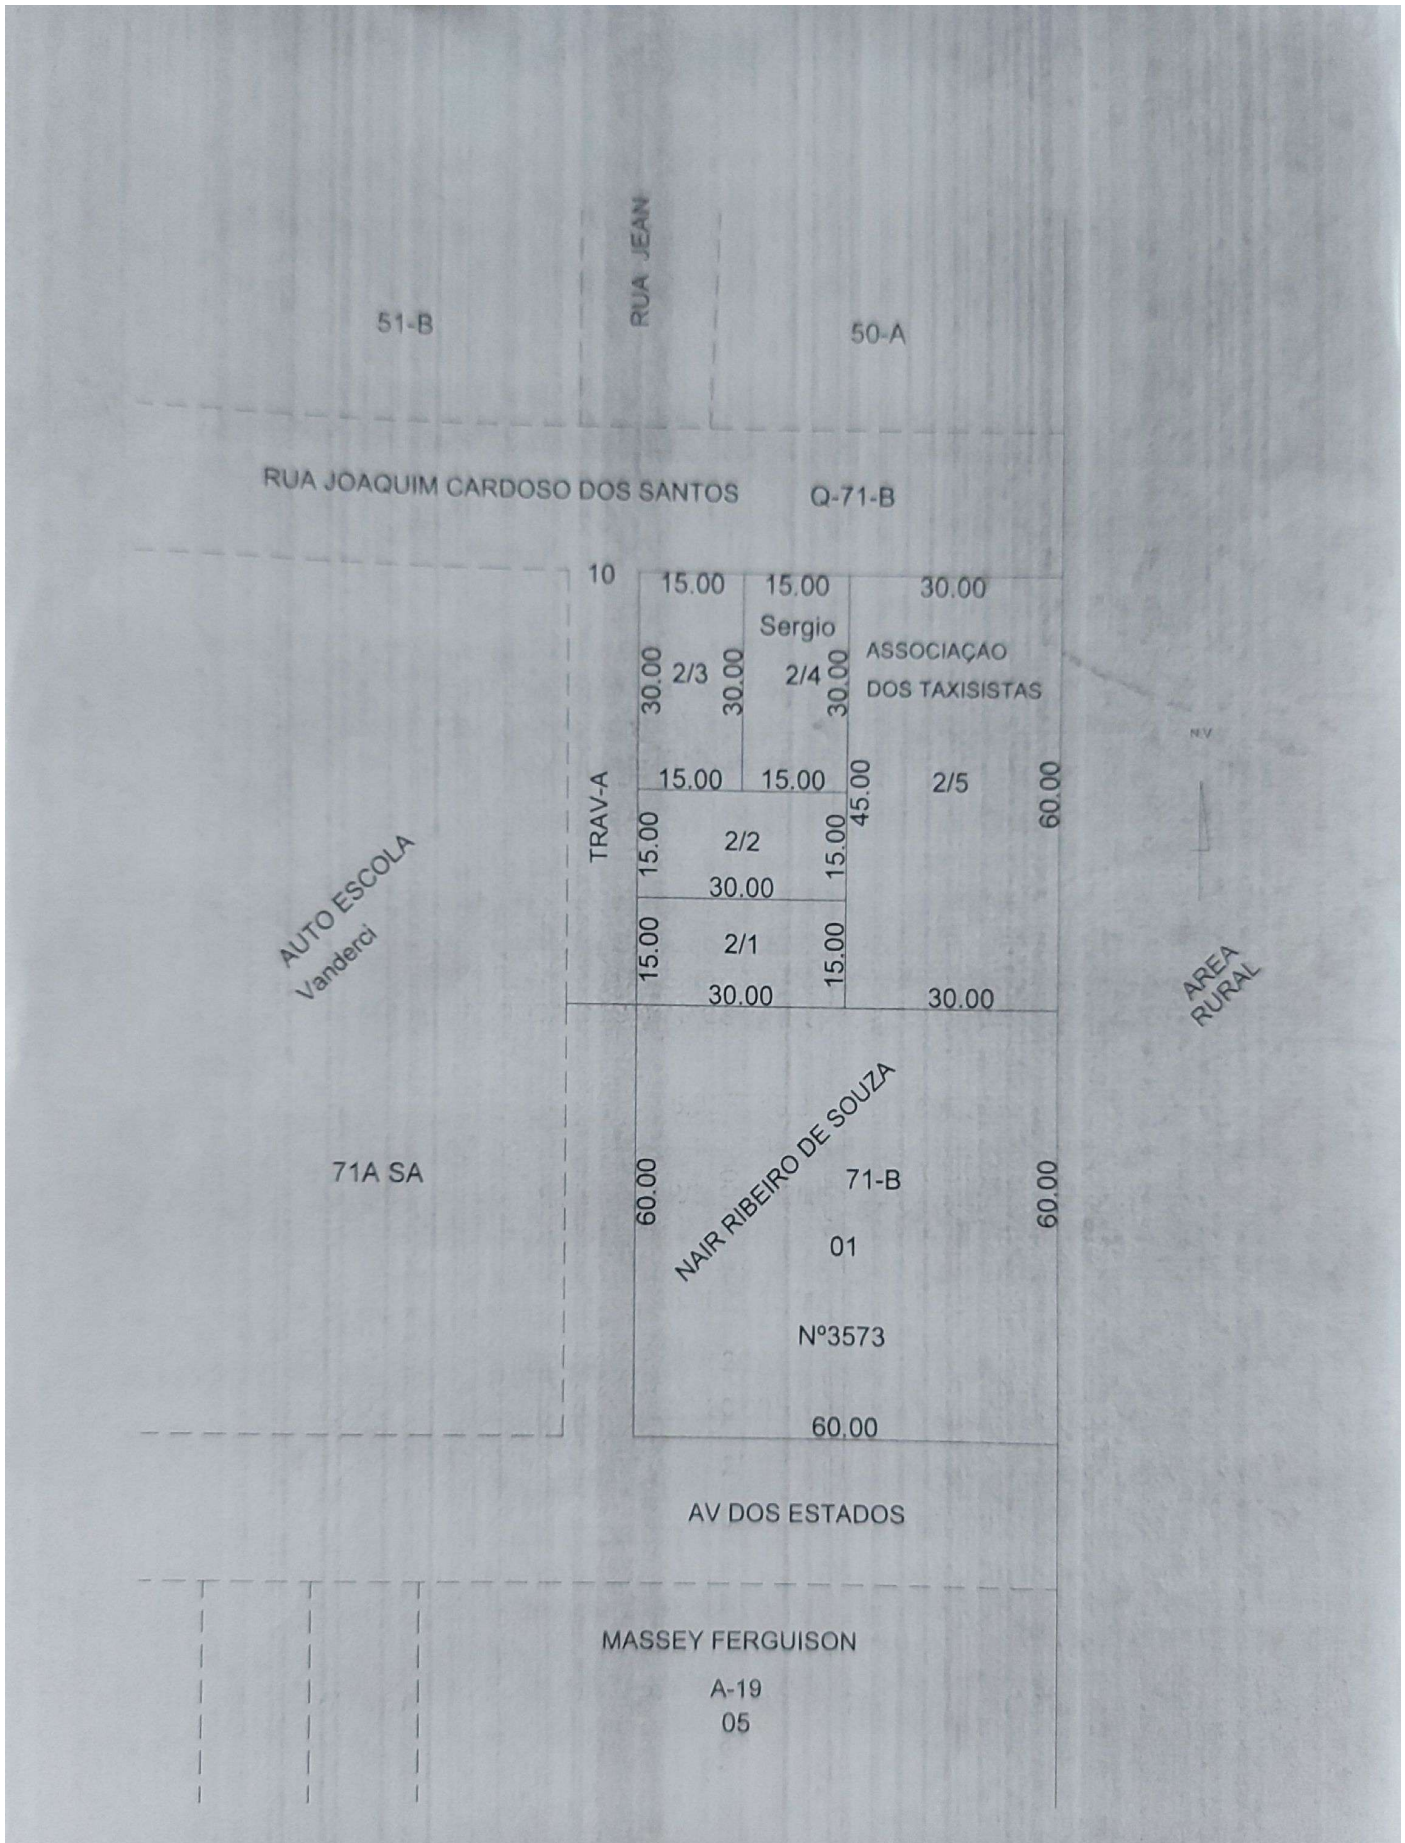 RUA JEAN
51-B
50-A
RUA JOAQUIM CARDOSO DOS SANTOS
Q-71-B
10
15.00
15.00
30.00
Sergio
ASSOCIAÇAO
DOS TAXISISTAS
30.00
2/3
30.00
2/4
30.00
15.00
15.00
45.00
2/5
60.00
N.V
TRAV-A
15.00
2/2
15.00
30.00
AUTO ESCOLA
Vanderci
15.00
2/1
15.00
30.00
30.00
AREA
RURAL
NAIR RIBEIRO DE SOUZA
71A SA
60.00
71-B
60.00
01
Nº3573
60.00
AV DOS ESTADOS
MASSEY FERGUISON
A-19
05